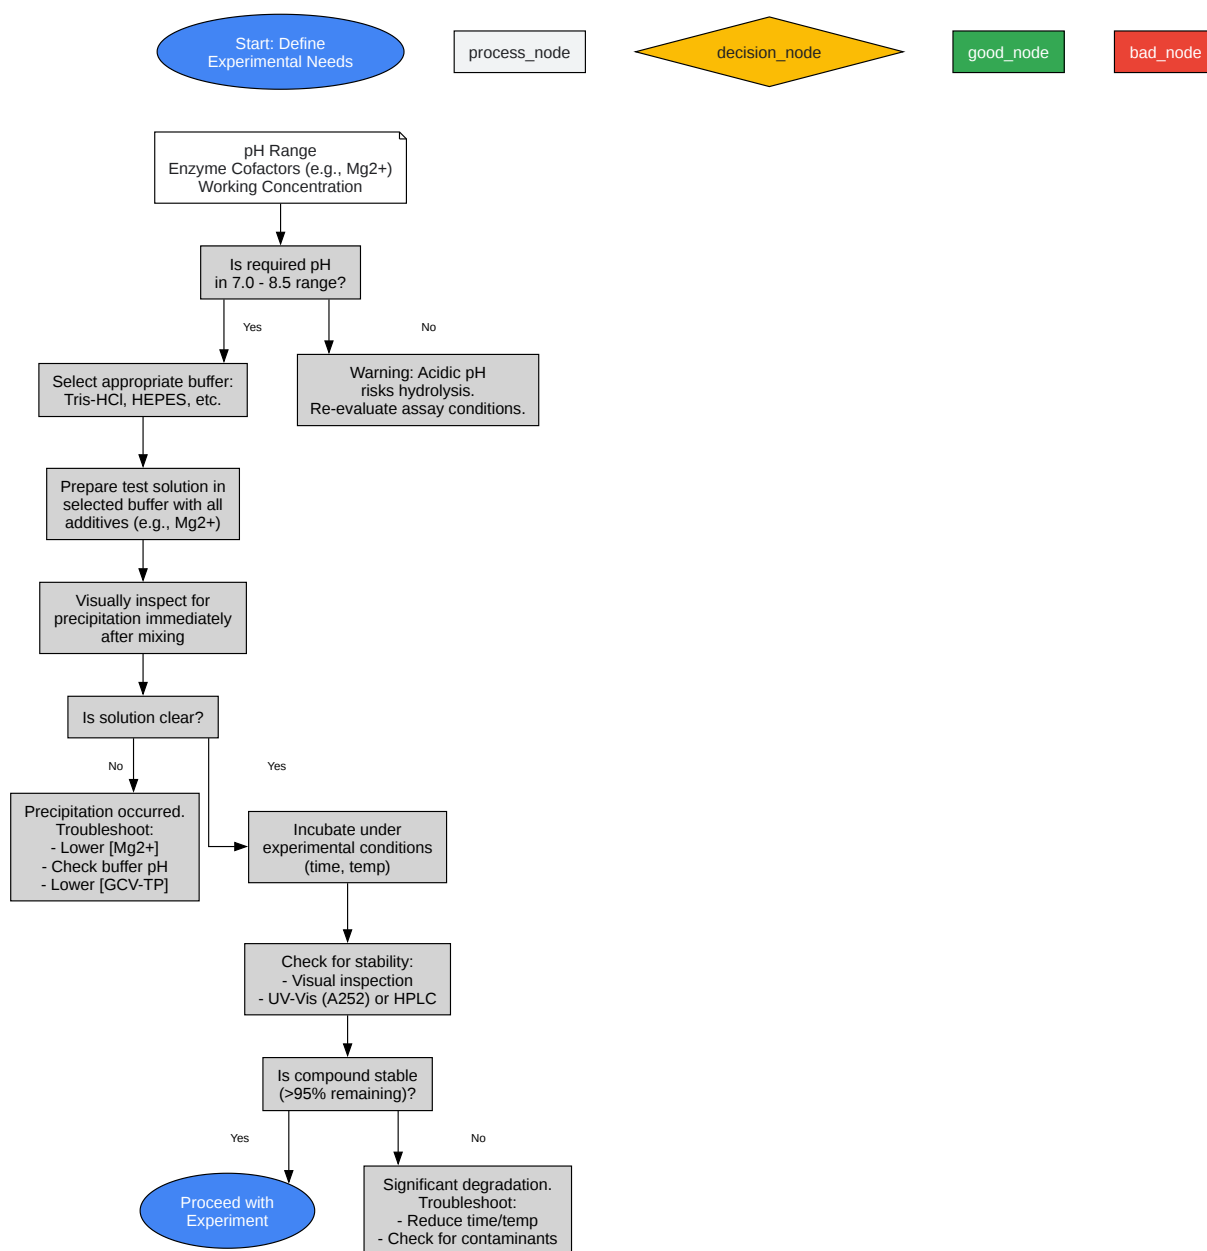 Start: Define
Experimental Needs
process_node
decision_node
good_node
bad_node
pH Range
Enzyme Cofactors (e.g., Mg2+)
Working Concentration
Is required pH
in 7.0 - 8.5 range?
Yes
No
Select appropriate buffer:
Tris-HCl, HEPES, etc.
Warning: Acidic pH
risks hydrolysis.
Re-evaluate assay conditions.
Prepare test solution in
selected buffer with all
additives (e.g., Mg2+)
Visually inspect for
precipitation immediately
after mixing
Is solution clear?
No
Yes
Precipitation occurred.
Troubleshoot:
- Lower [Mg2+]
- Check buffer pH
- Lower [GCV-TP]
Incubate under
experimental conditions
(time, temp)
Check for stability:
- Visual inspection
- UV-Vis (A252) or HPLC
Is compound stable
(>95% remaining)?
Yes
No
Proceed with
Experiment
Significant degradation.
Troubleshoot:
- Reduce time/temp
- Check for contaminants